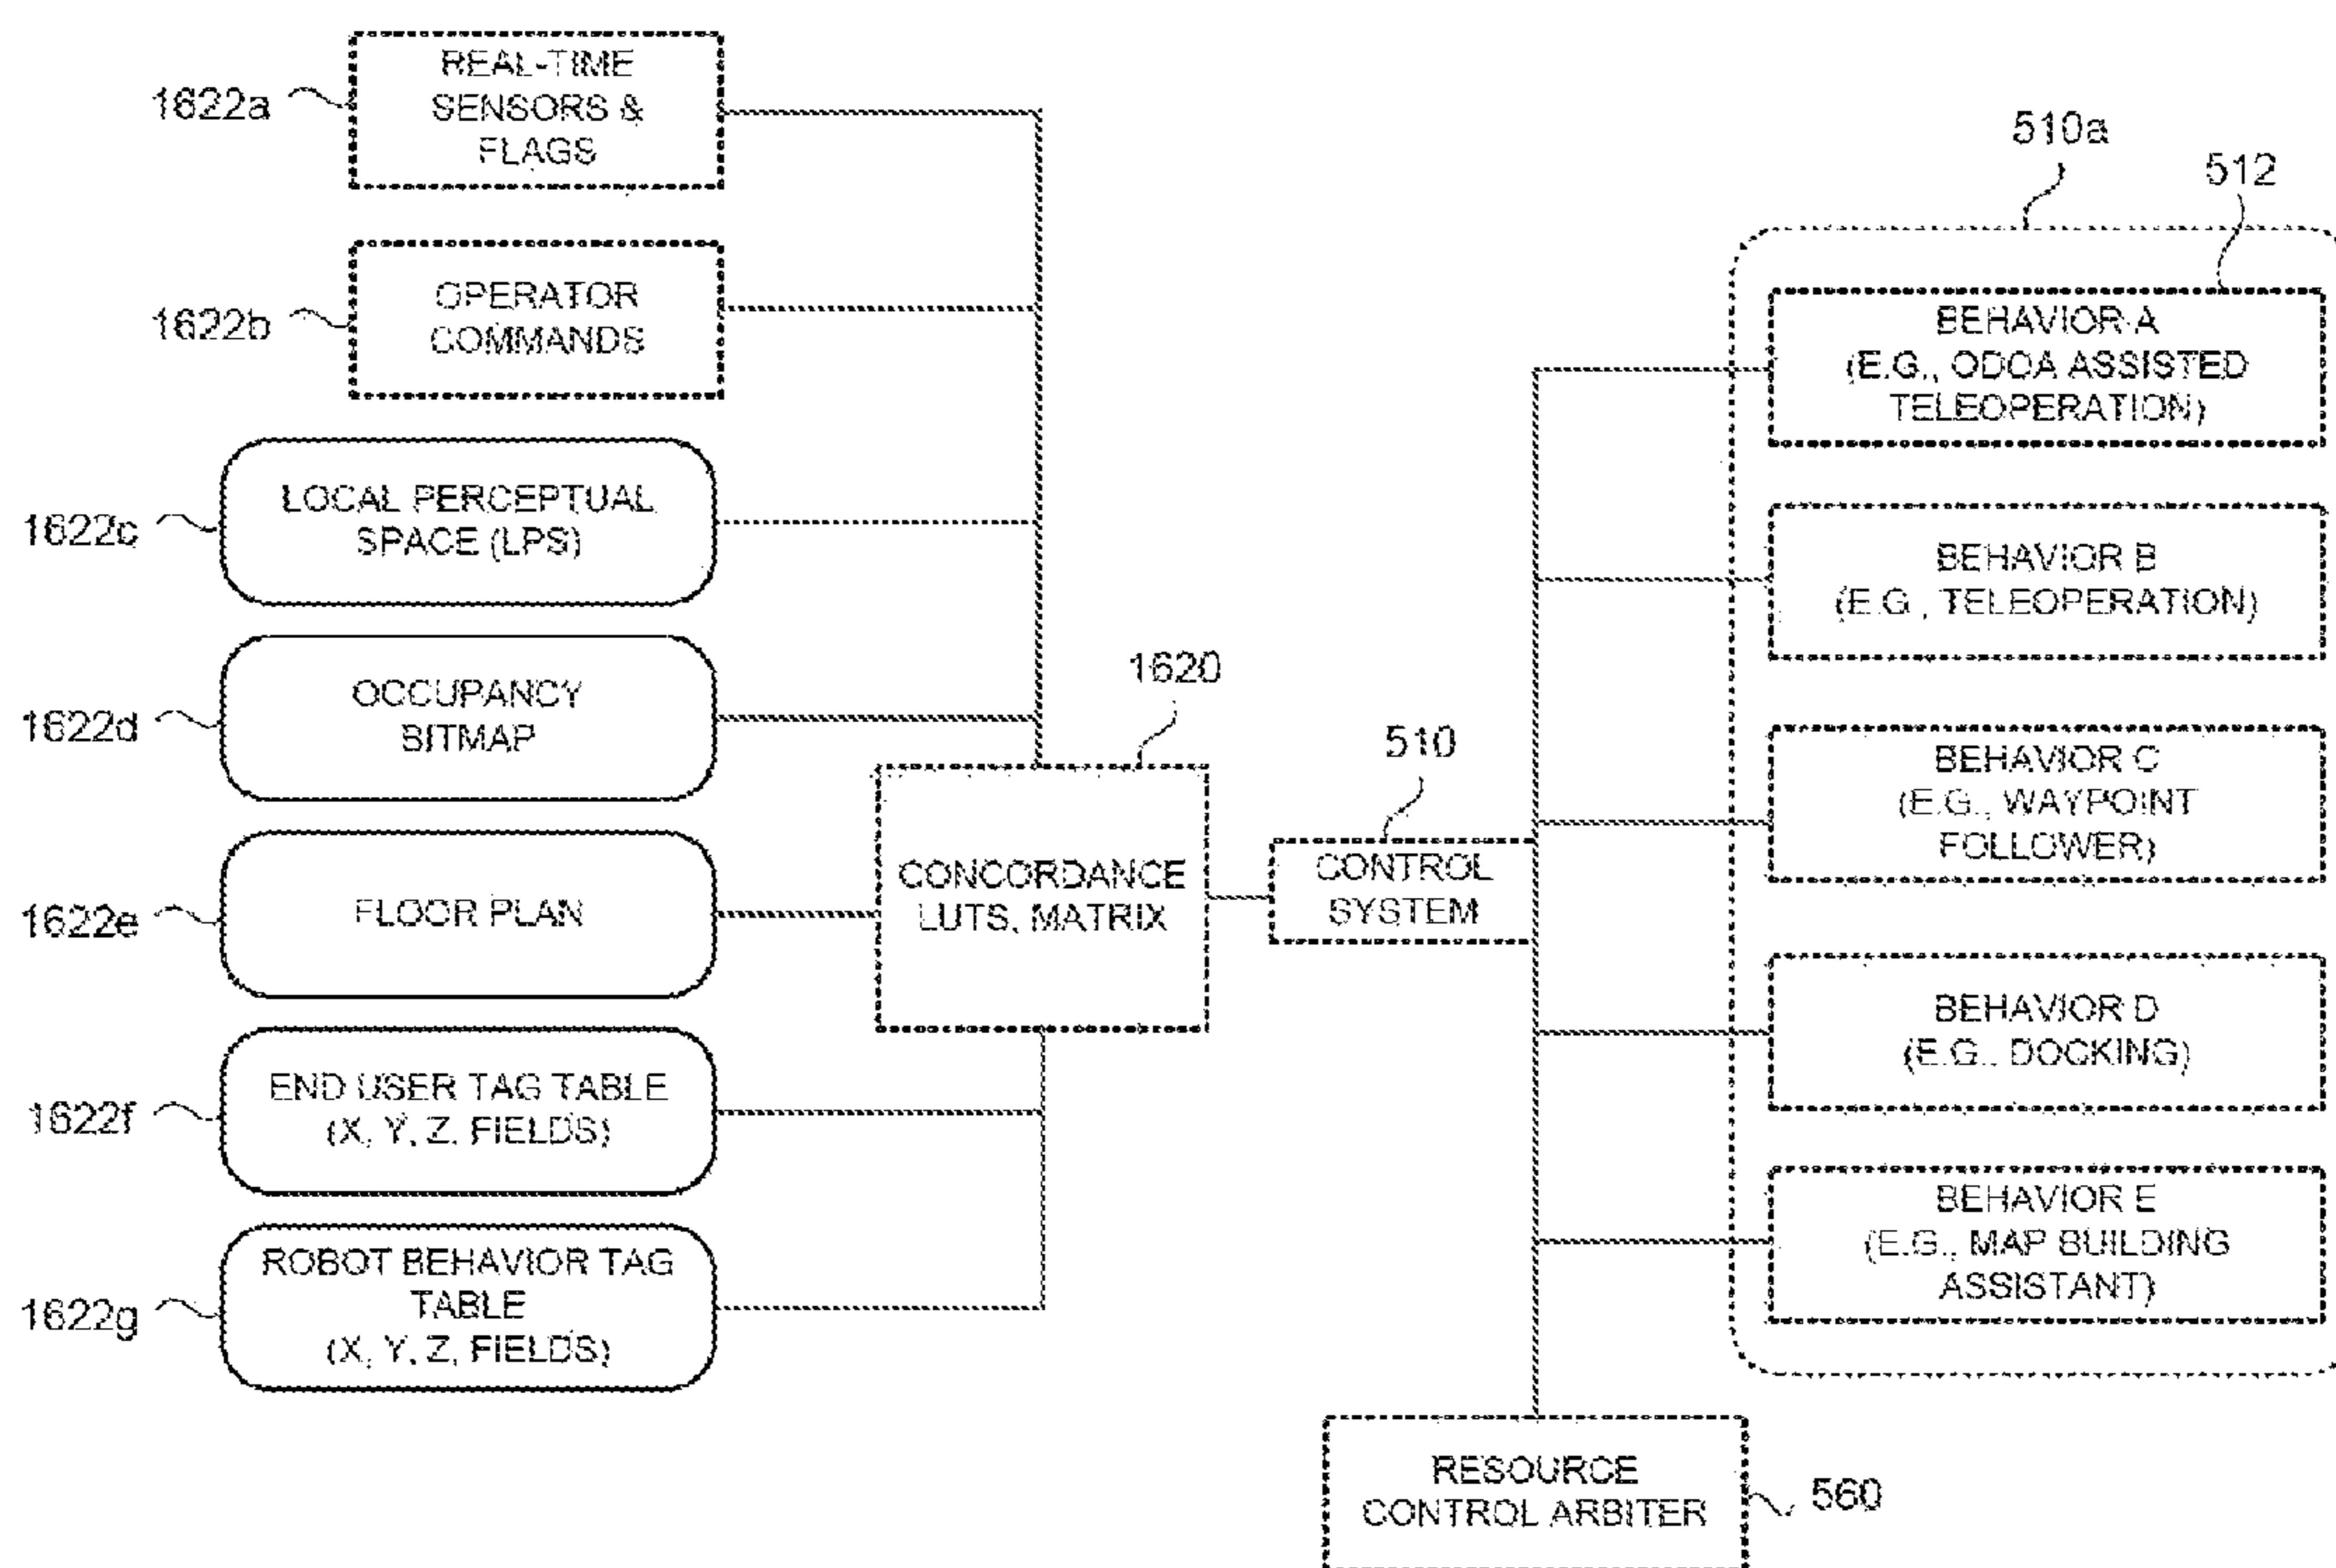 1622a
REAL-TIME
SENSORS &
FLAGS
1622b
OPERATOR
COMMANDS
1622c
LOCAL PERCEPTUAL
SPACE (LPS)
1622d
OCCUPANCY
BITMAP
1622e
FLOOR PLAN
1622f
END USER TAG TABLE
(X, Y, Z, FIELDS)
1622g
ROBOT BEHAVIOR TAG
TABLE
(X, Y, Z, FIELDS)
1620
CONCORDANCE
LUTS, MATRIX
510
CONTROL
SYSTEM
510a
512
BEHAVIOR A
(E.G., ODOA ASSISTED
TELEOPERATION)
BEHAVIOR B
(E.G., TELEOPERATION)
BEHAVIOR C
(E.G., WAYPOINT
FOLLOWER)
BEHAVIOR D
(E.G., DOCKING)
BEHAVIOR E
(E.G., MAP BUILDING
ASSISTANT)
RESOURCE
CONTROL ARBITER
560